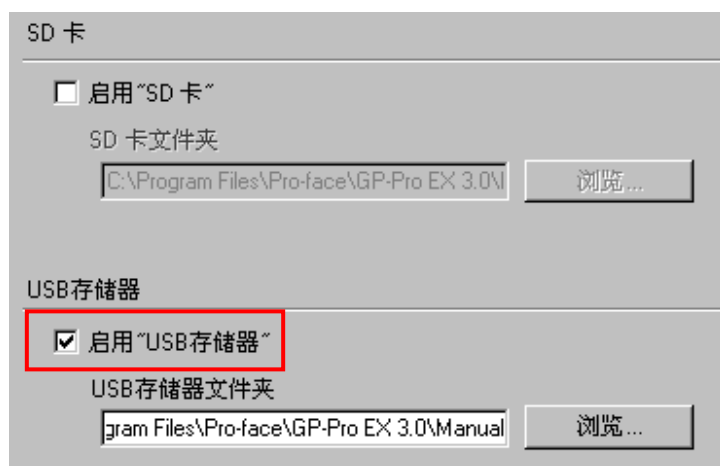 SD 卡
启用"SD 卡"
SD 卡文件夹
C:\Program Files\Pro-face\GP-Pro EX 3.0\I
浏览...
USB存储器
启用"USB存储器"
USB存储器文件夹
gram Files\Pro-face\GP-Pro EX 3.0\Manual
浏览...